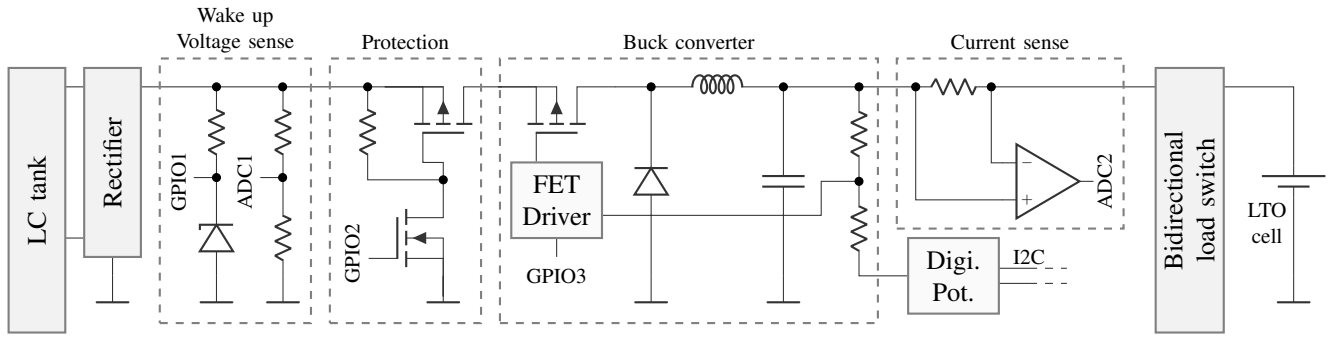 Wake up
Voltage sense
Protection
Buck converter
Current sense
LC tank
Rectifier
GPIO1
ADC1
GPIO2
FET
Driver
GPIO3
−
+
ADC2
Digi.
Pot.
I2C
Bidirectional
load switch
LTO
cell